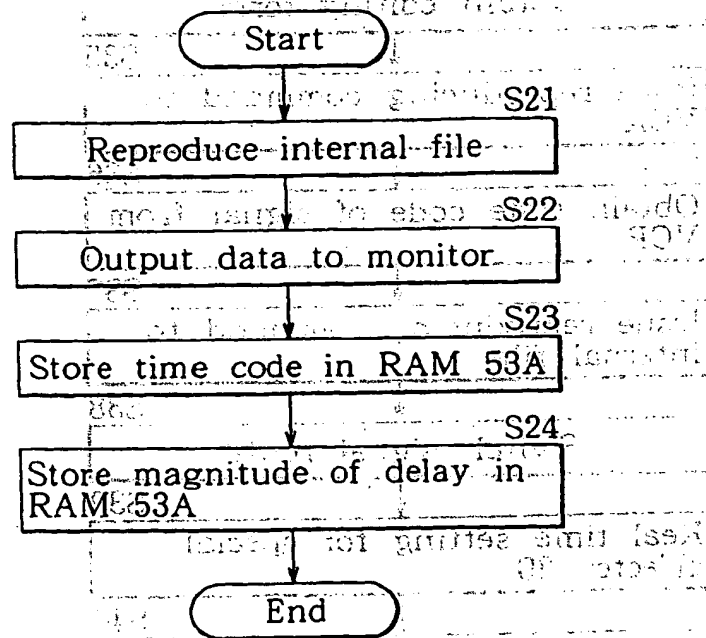 Start
S21
Reproduce internal file
S22
Output data to monitor
S23
Store time code in RAM 53A
S24
Store magnitude of delay in
RAM 53A
End